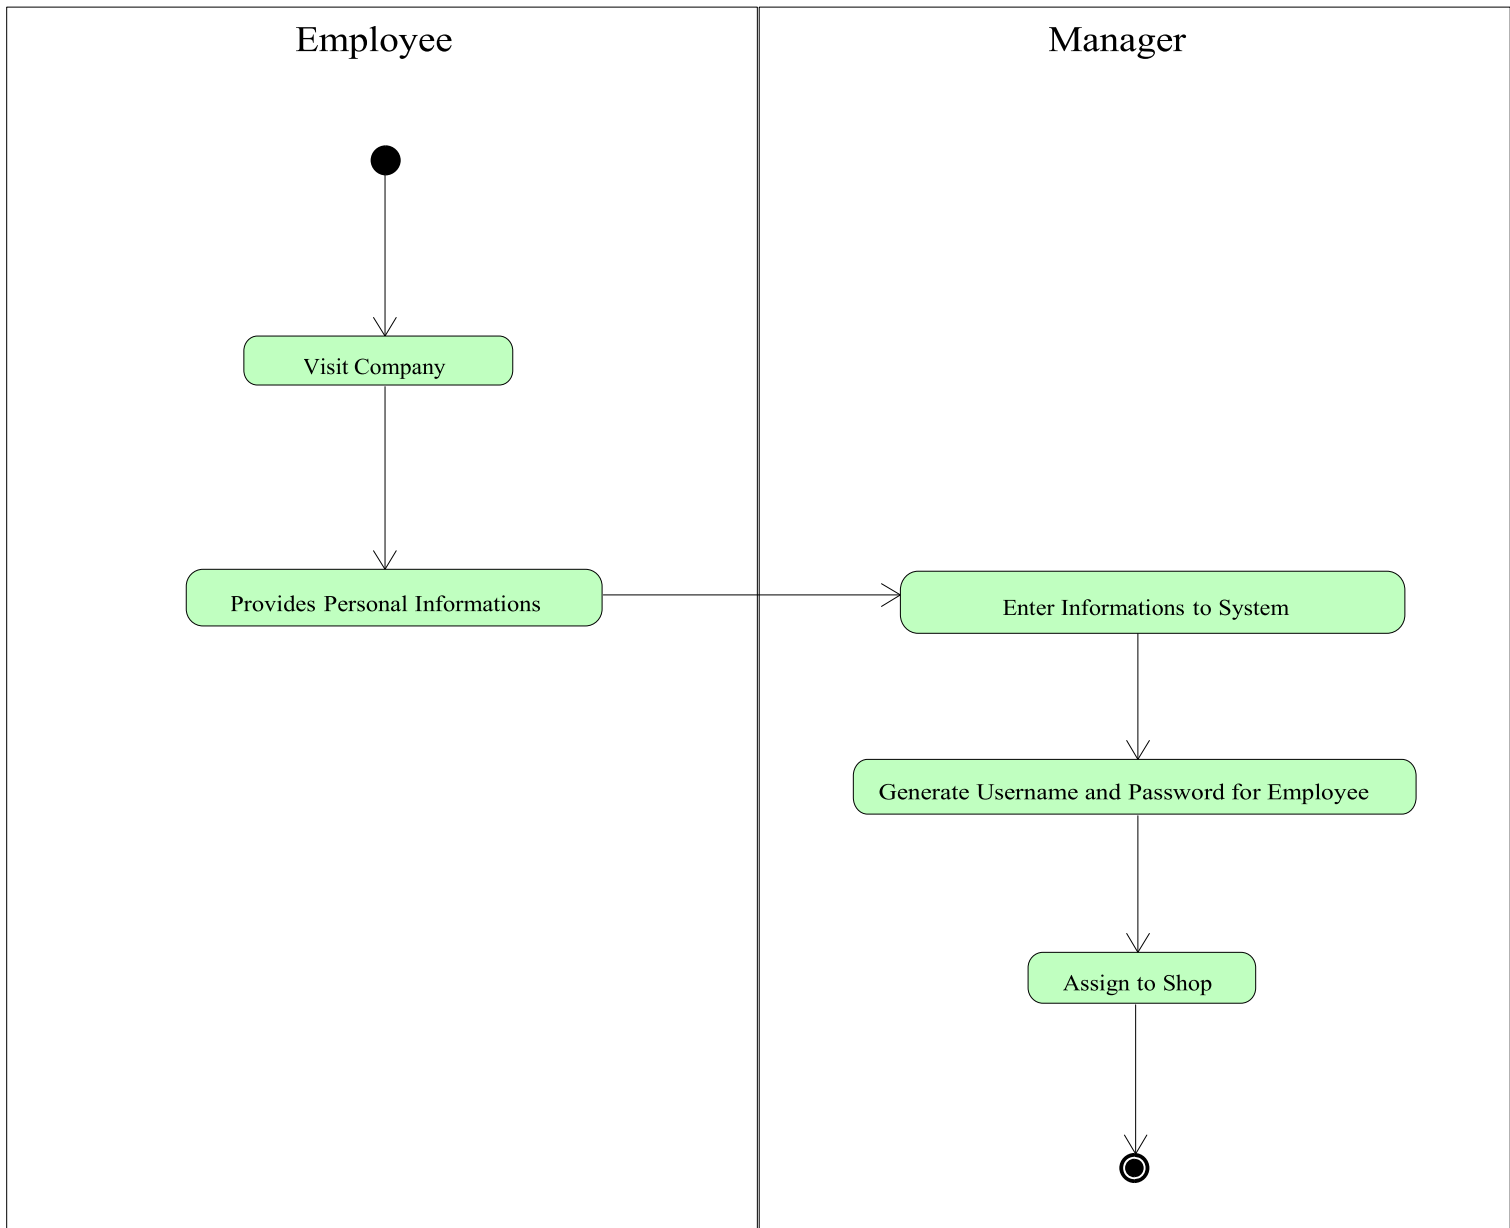 Employee
Manager
Visit Company
Provides Personal Informations
Enter Informations to System
Generate Username and Password for Employee
Assign to Shop